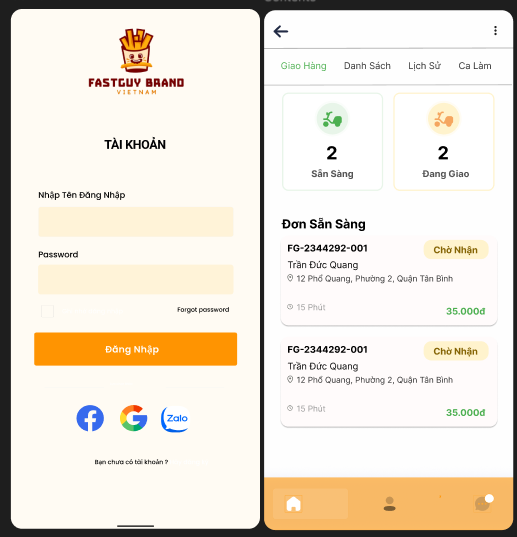 FASTGUY BRAND
VIETNAM
TÀI KHOẢN
Nhập Tên Đăng Nhập
Password
Forgot password
Đăng Nhập
Zalo
Bạn chưa có tài khoản ?
Giao Hàng Danh Sách Lịch Sử Ca Làm
2
Sẵn Sàng
2
Đang Giao
Đơn Sẵn Sàng
FG-2344292-001
Chờ Nhận
Trần Đức Quang
12 Phổ Quang, Phường 2, Quận Tân Bình
15 Phút
35.000đ
FG-2344292-001
Chờ Nhận
Trần Đức Quang
12 Phổ Quang, Phường 2, Quận Tân Bình
15 Phút
35.000đ